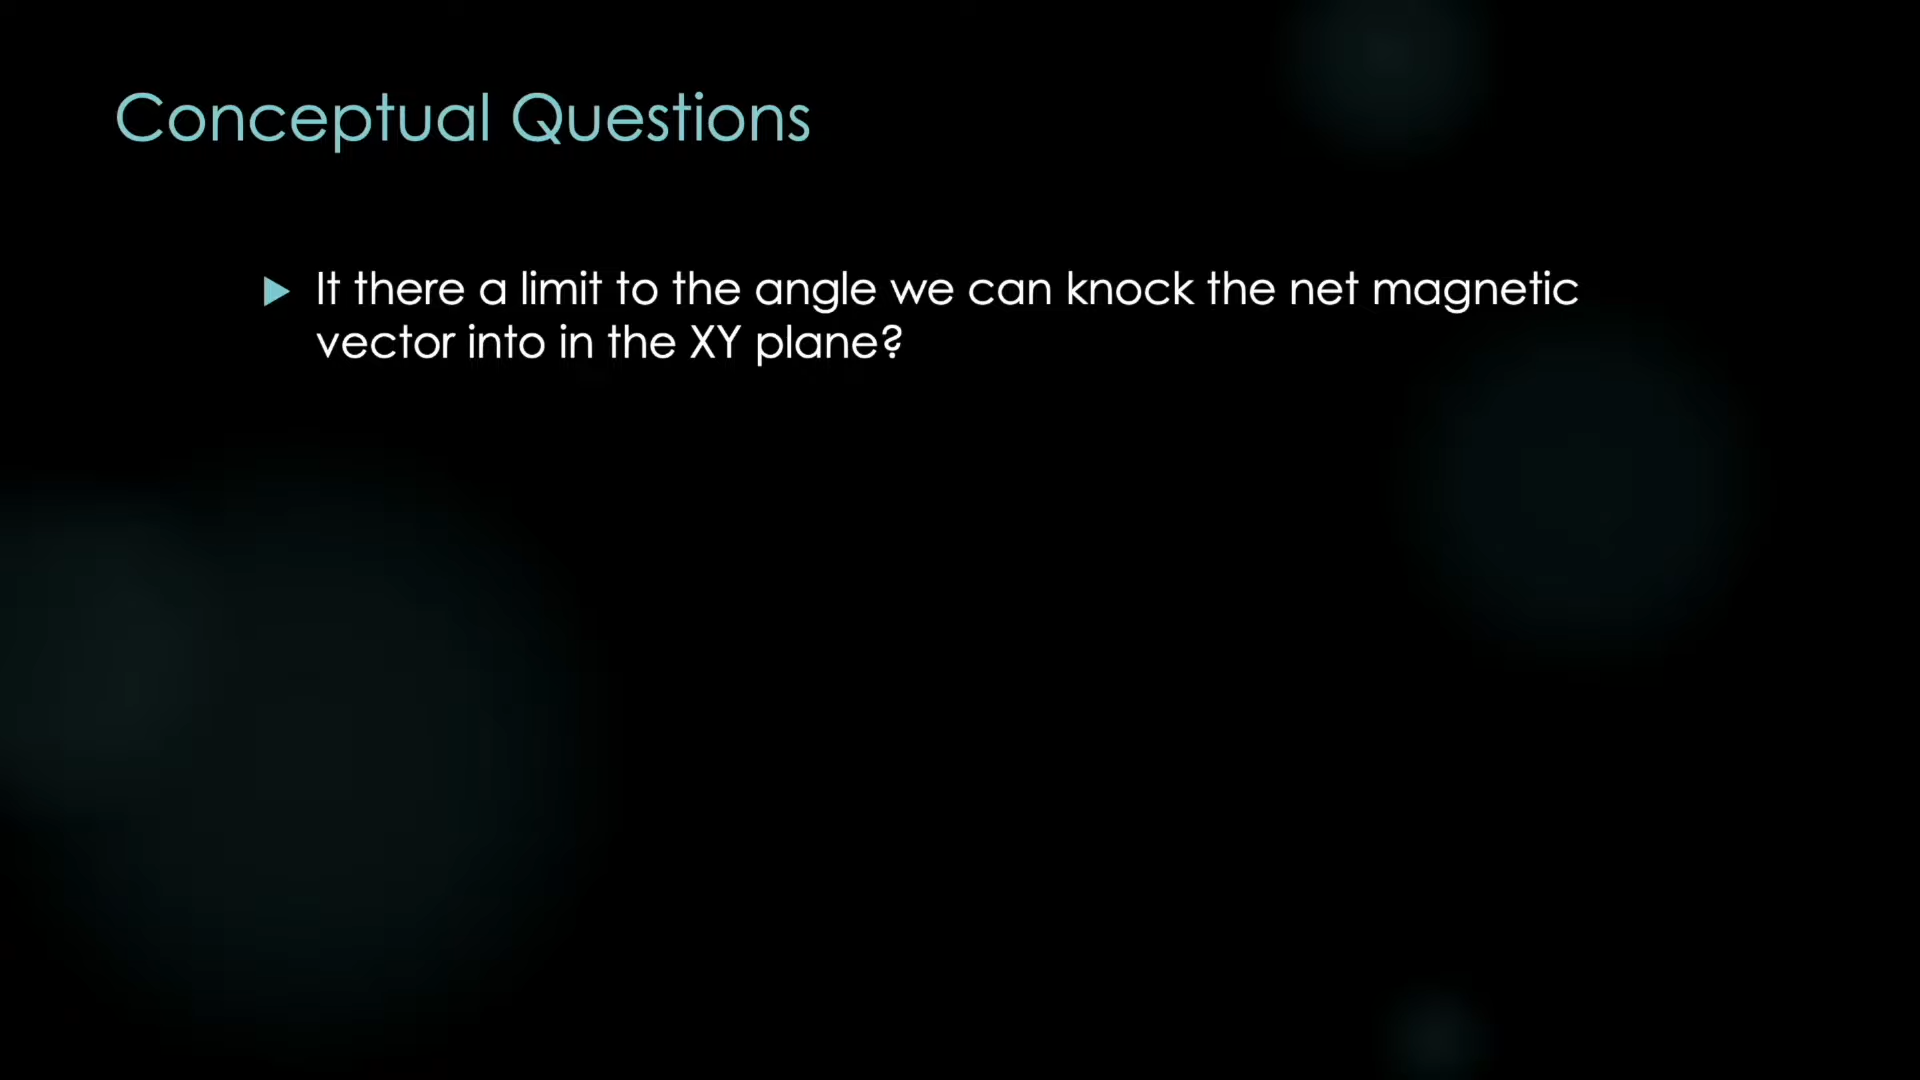 Conceptual Questions
It there a limit to the angle we can knock the net magnetic
vector into in the XY plane?